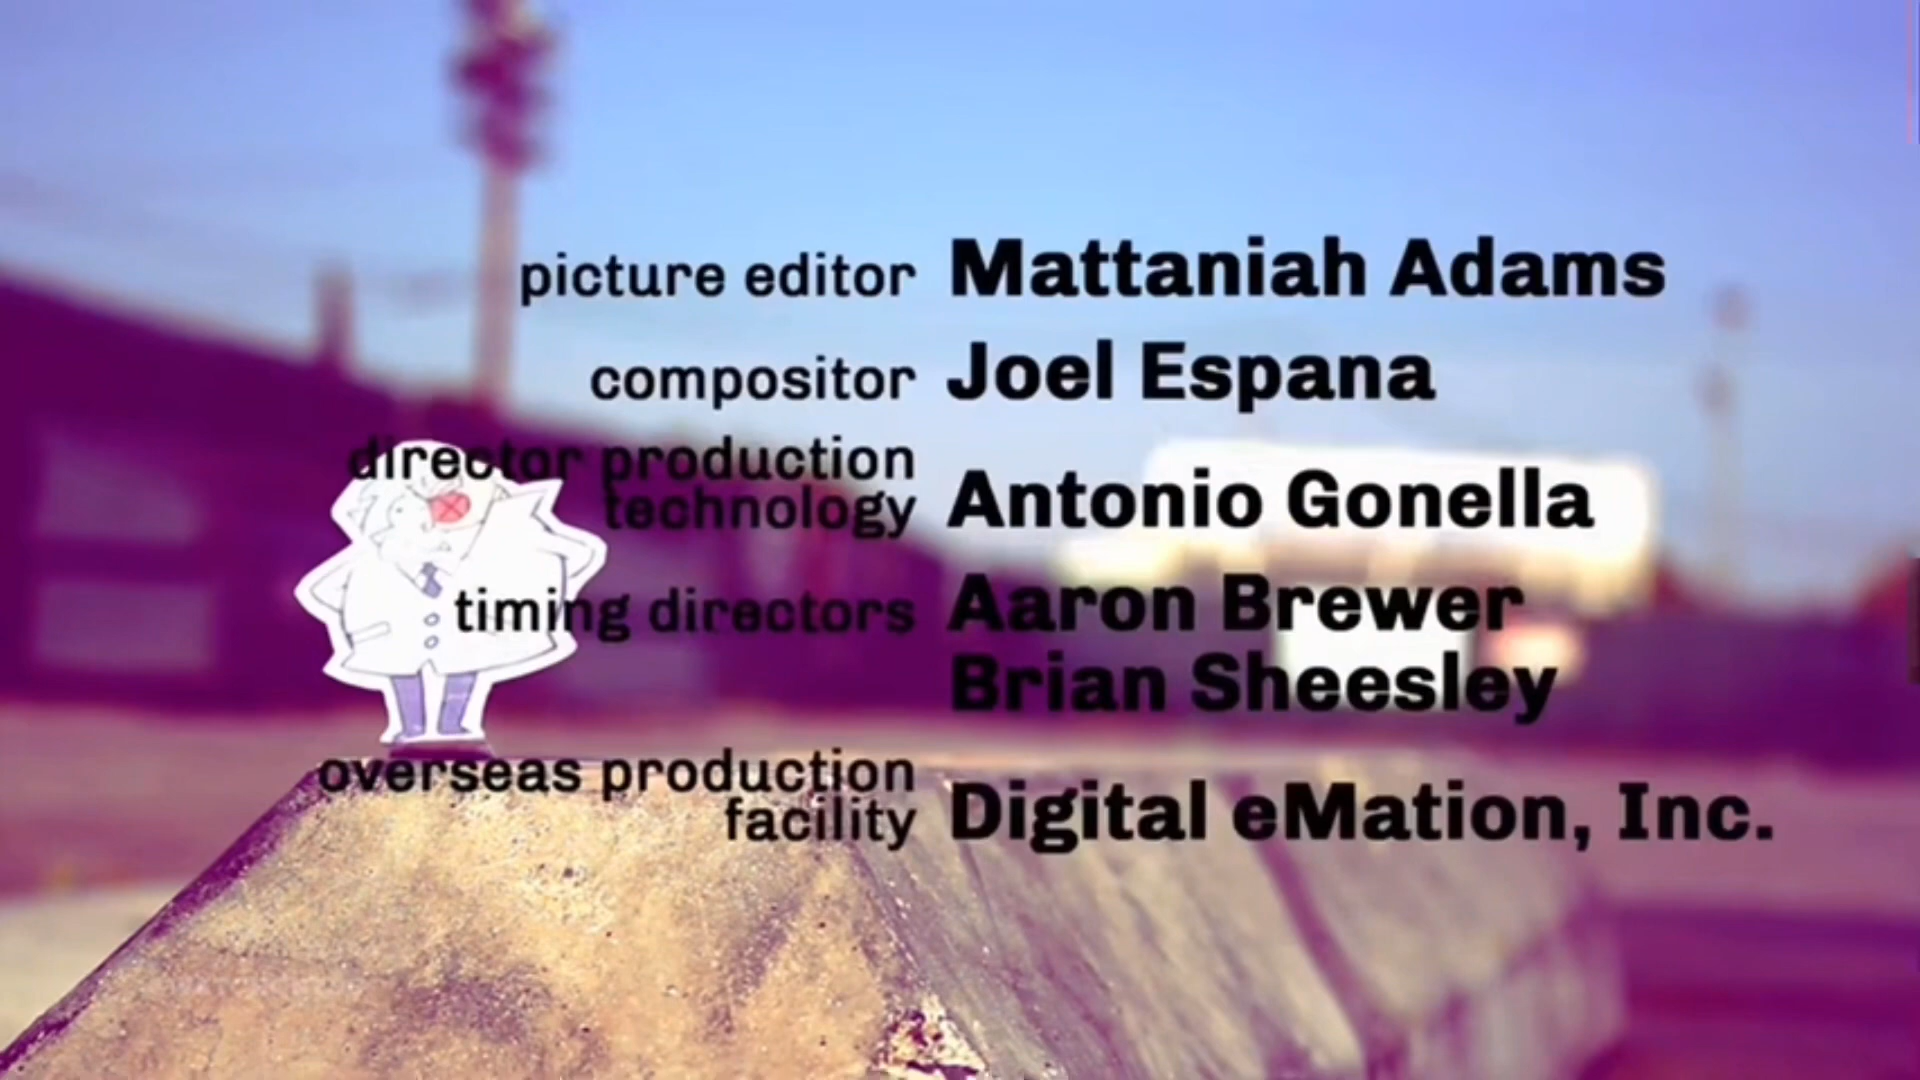 picture editor Mattaniah Adams
compositor Joel Espana
director production
technology Antonio Gonella
timing directors Aaron Brewer
Brian Sheesley
overseas production
facility Digital eMation, Inc.